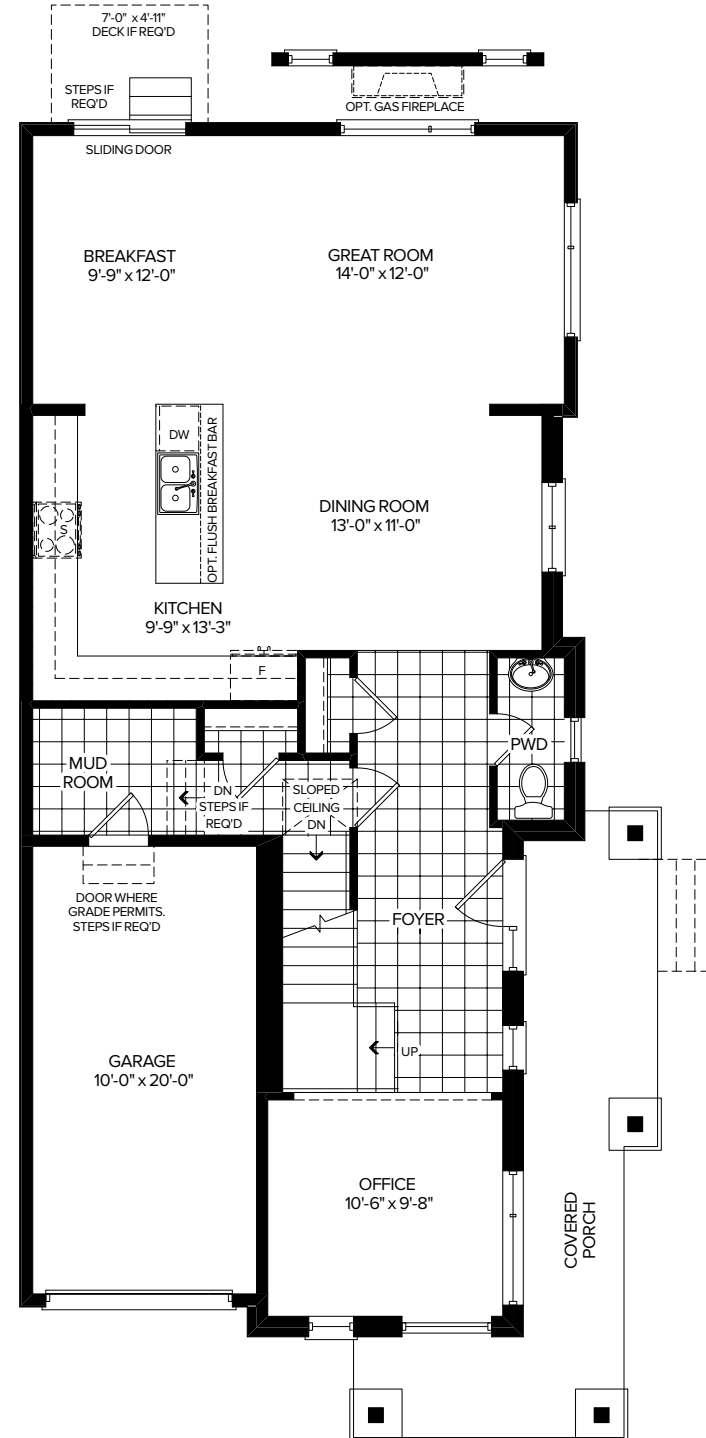 7'-0" x 4'-11"
DECK IF REQ'D
STEPS IF
REQ'D
OPT. GAS FIREPLACE
SLIDING DOOR
BREAKFAST
9'-9" x 12'-0"
GREAT ROOM
14'-0" x 12'-0"
DW
OPT. FLUSH BREAKFAST BAR
S
DINING ROOM
13'-0" x 11'-0"
KITCHEN
9'-9" x 13'-3"
F
MUD
ROOM
PWD
DN
STEPS IF
REQ'D
SLOPED
CEILING
DN
DOOR WHERE
GRADE PERMITS.
STEPS IF REQ'D
FOYER
UP
GARAGE
10'-0" x 20'-0"
OFFICE
10'-6" x 9'-8"
COVERED
PORCH